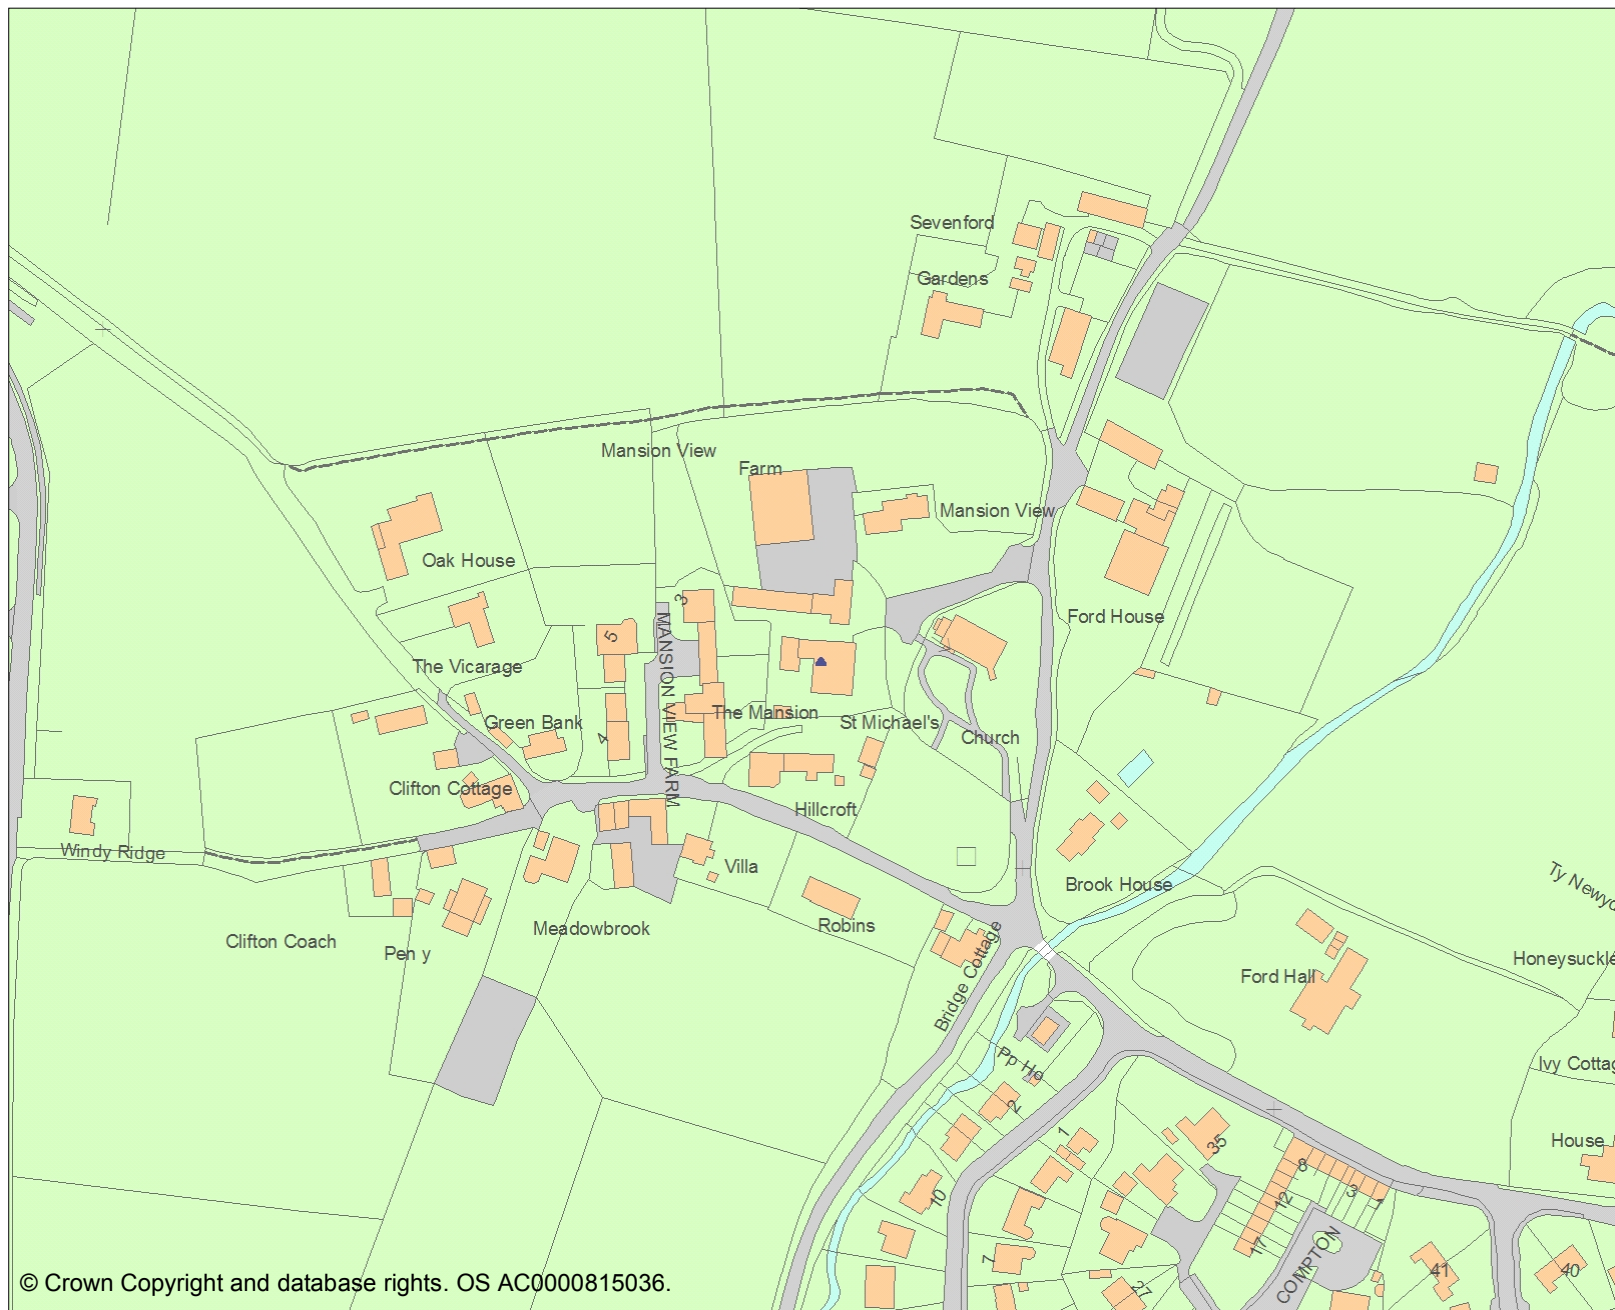 Sevenford
Gardens
Mansion View
Farm
Mansion View
Oak House
Ford House
3
5
MANSION VIEW FARM
The Vicarage
The Mansion
St Michael's
Church
Green Bank
4
Clifton Cottage
Hillcroft
Windy Ridge
Villa
Brook House
Ty Newyd
Clifton Coach
Pen y
Meadowbrook
Robins
Bridge Cottage
Ford Hall
Honeysuckle
Pp Ho
Ivy Cottag
2
1
35
House
8
3
1
10
12
17
7
COMPTON
27
41
40
© Crown Copyright and database rights. OS AC0000815036.